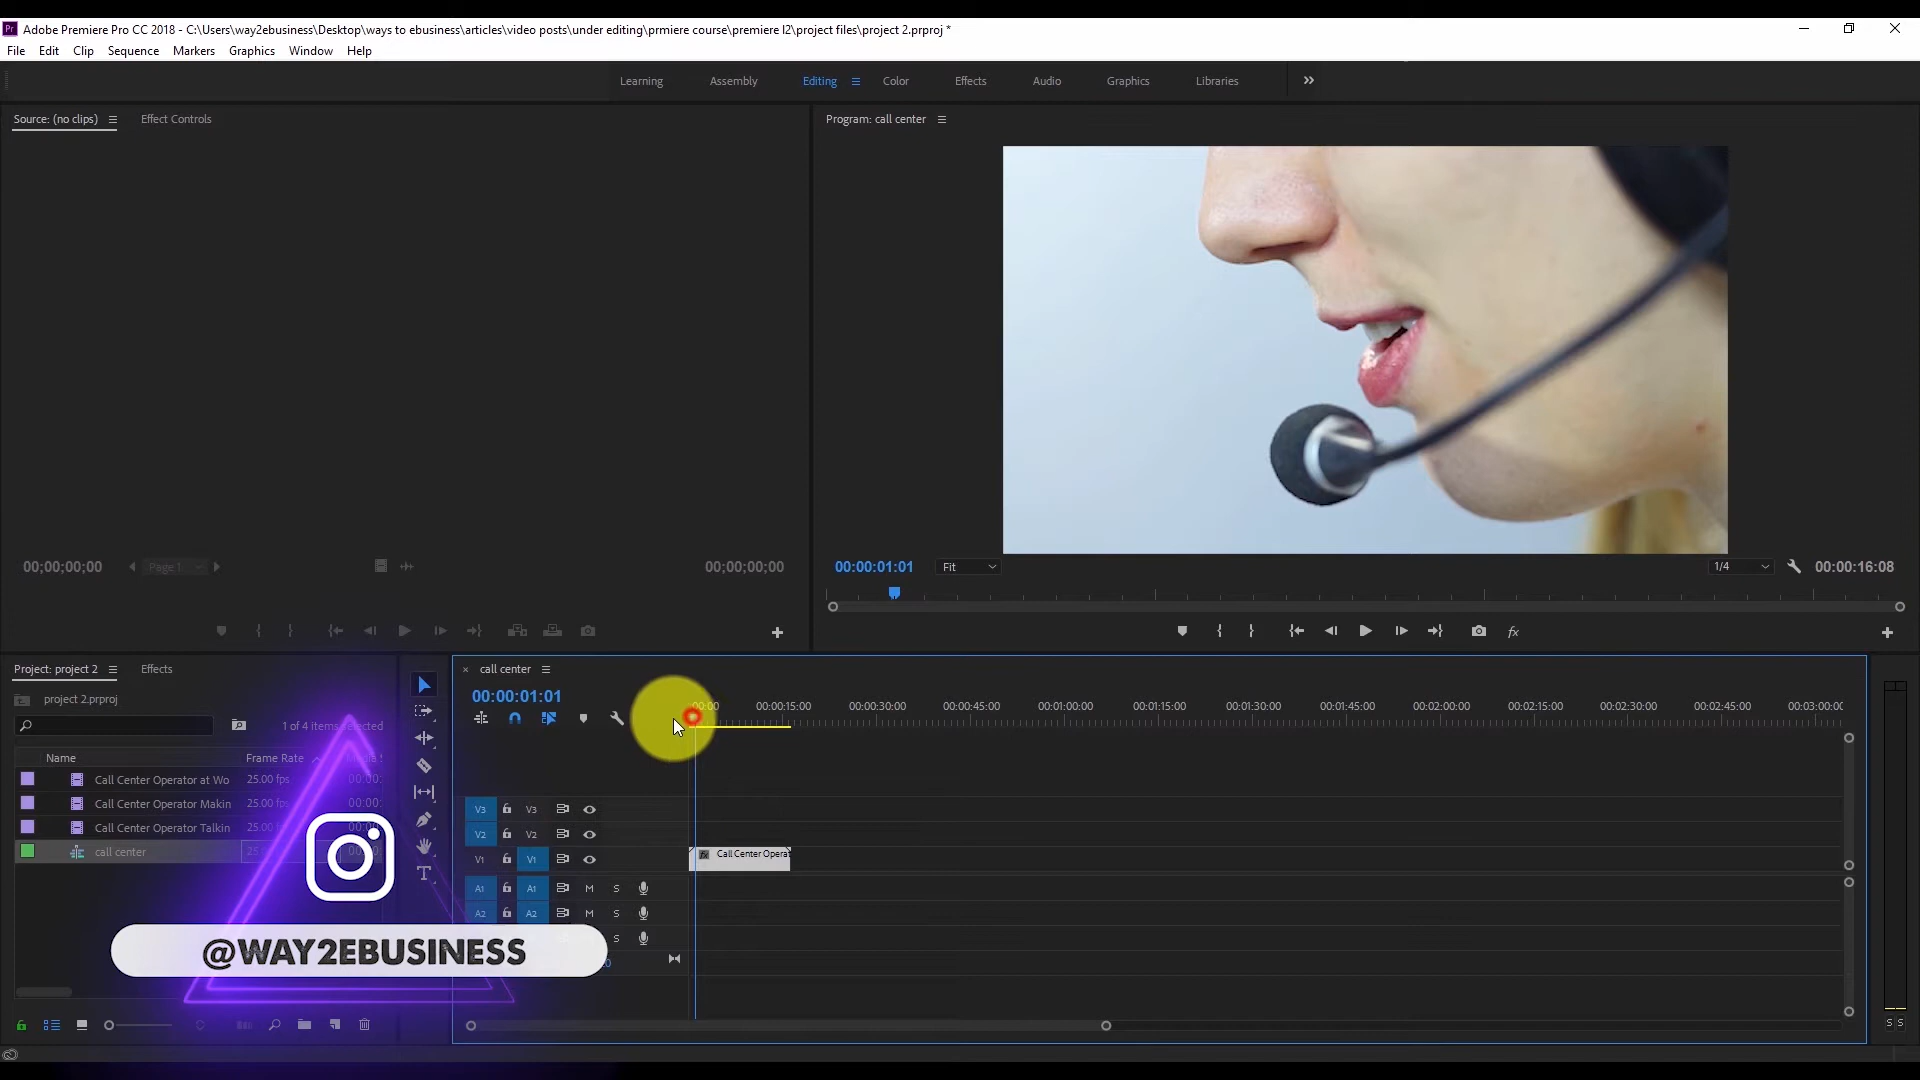 Adobe Premiere Pro CC 2018 - C:\Users\way2ebusiness\Desktop\ways to ebusiness\articles\video posts\under editing\prmiere course\premiere l2\project files\project 2.prproj *
File Edit Clip Sequence Markers Graphics Window Help
Learning Assembly Editing Color Effects Audio Graphics Libraries
Source: (no clips) Effect Controls
Program: call center
00;00;00;00 Page 1 00;00;00;00
00:00:01:01 Fit 1/4 00:00:16:08
fx
Project: project 2 Effects
project 2.prproj
1 of 4 items selected
Name Frame Rate
Call Center Operator at Wo 25.00 fps 00:00:
Call Center Operator Makin 25.00 fps 00:00:
Call Center Operator Talkin 25.00 00:00:
call center
T
call center
00:00:01:01
:00:00 00:00:15:00 00:00:30:00 00:00:45:00 00:01:00:00 00:01:15:00 00:01:30:00 00:01:45:00 00:02:00:00 00:02:15:00 00:02:30:00 00:02:45:00 00:03:00:00
V3 V3
V2 V2
V1 V1 fx Call Center Operat
A1 A1 M S
A2 A2 M S
S
@WAY2EBUSINESS
S S